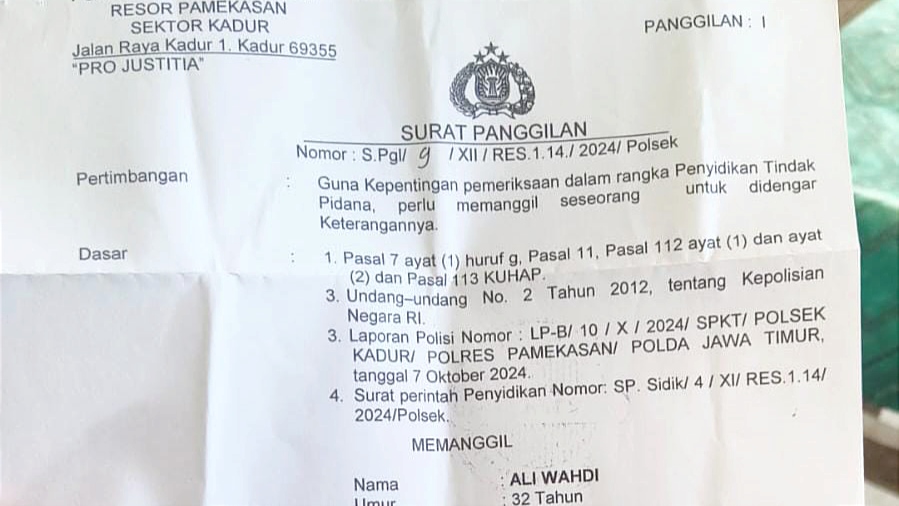 RESOR PAMEKASAN
SEKTOR KADUR
Jalan Raya Kadur 1. Kadur 69355
"PRO JUSTITIA"
PANGGILAN : I
SURAT PANGGILAN
Nomor : S.Pgl/ 9 / XII / RES.1.14./ 2024/ Polsek
Pertimbangan : Guna Kepentingan pemeriksaan dalam rangka Penyidikan Tindak
Pidana, perlu memanggil seseorang untuk didengar
Keterangannya.
Dasar : 1. Pasal 7 ayat (1) huruf g, Pasal 11, Pasal 112 ayat (1) dan ayat
(2) dan Pasal 113 KUHAP.
3. Undang–undang No. 2 Tahun 2012, tentang Kepolisian
Negara RI.
3. Laporan Polisi Nomor : LP-B/ 10 / X / 2024/ SPKT/ POLSEK
KADUR/ POLRES PAMEKASAN/ POLDA JAWA TIMUR,
tanggal 7 Oktober 2024.
4. Surat perintah Penyidikan Nomor: SP. Sidik/ 4 / XI/ RES.1.14/
2024/Polsek.
MEMANGGIL
Nama : ALI WAHDI
Umur : 32 Tahun